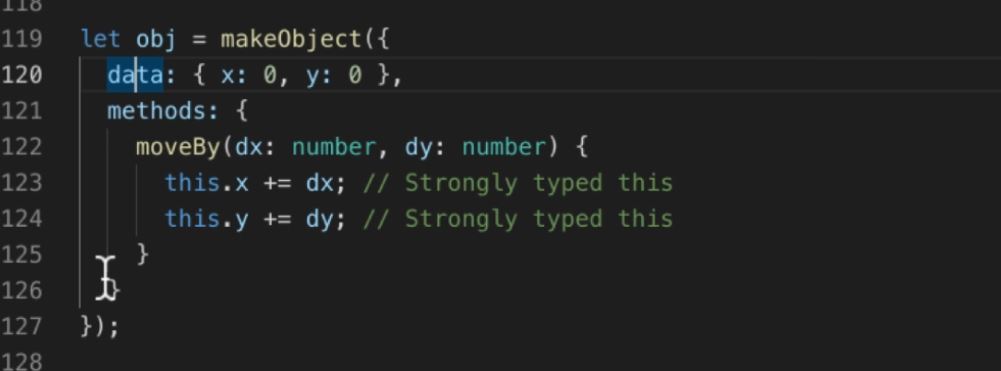 118
119 let obj = makeObject({
120   data: { x: 0, y: 0 },
121   methods: {
122     moveBy(dx: number, dy: number) {
123       this.x += dx; // Strongly typed this
124       this.y += dy; // Strongly typed this
125     }
126   }
127 });
128